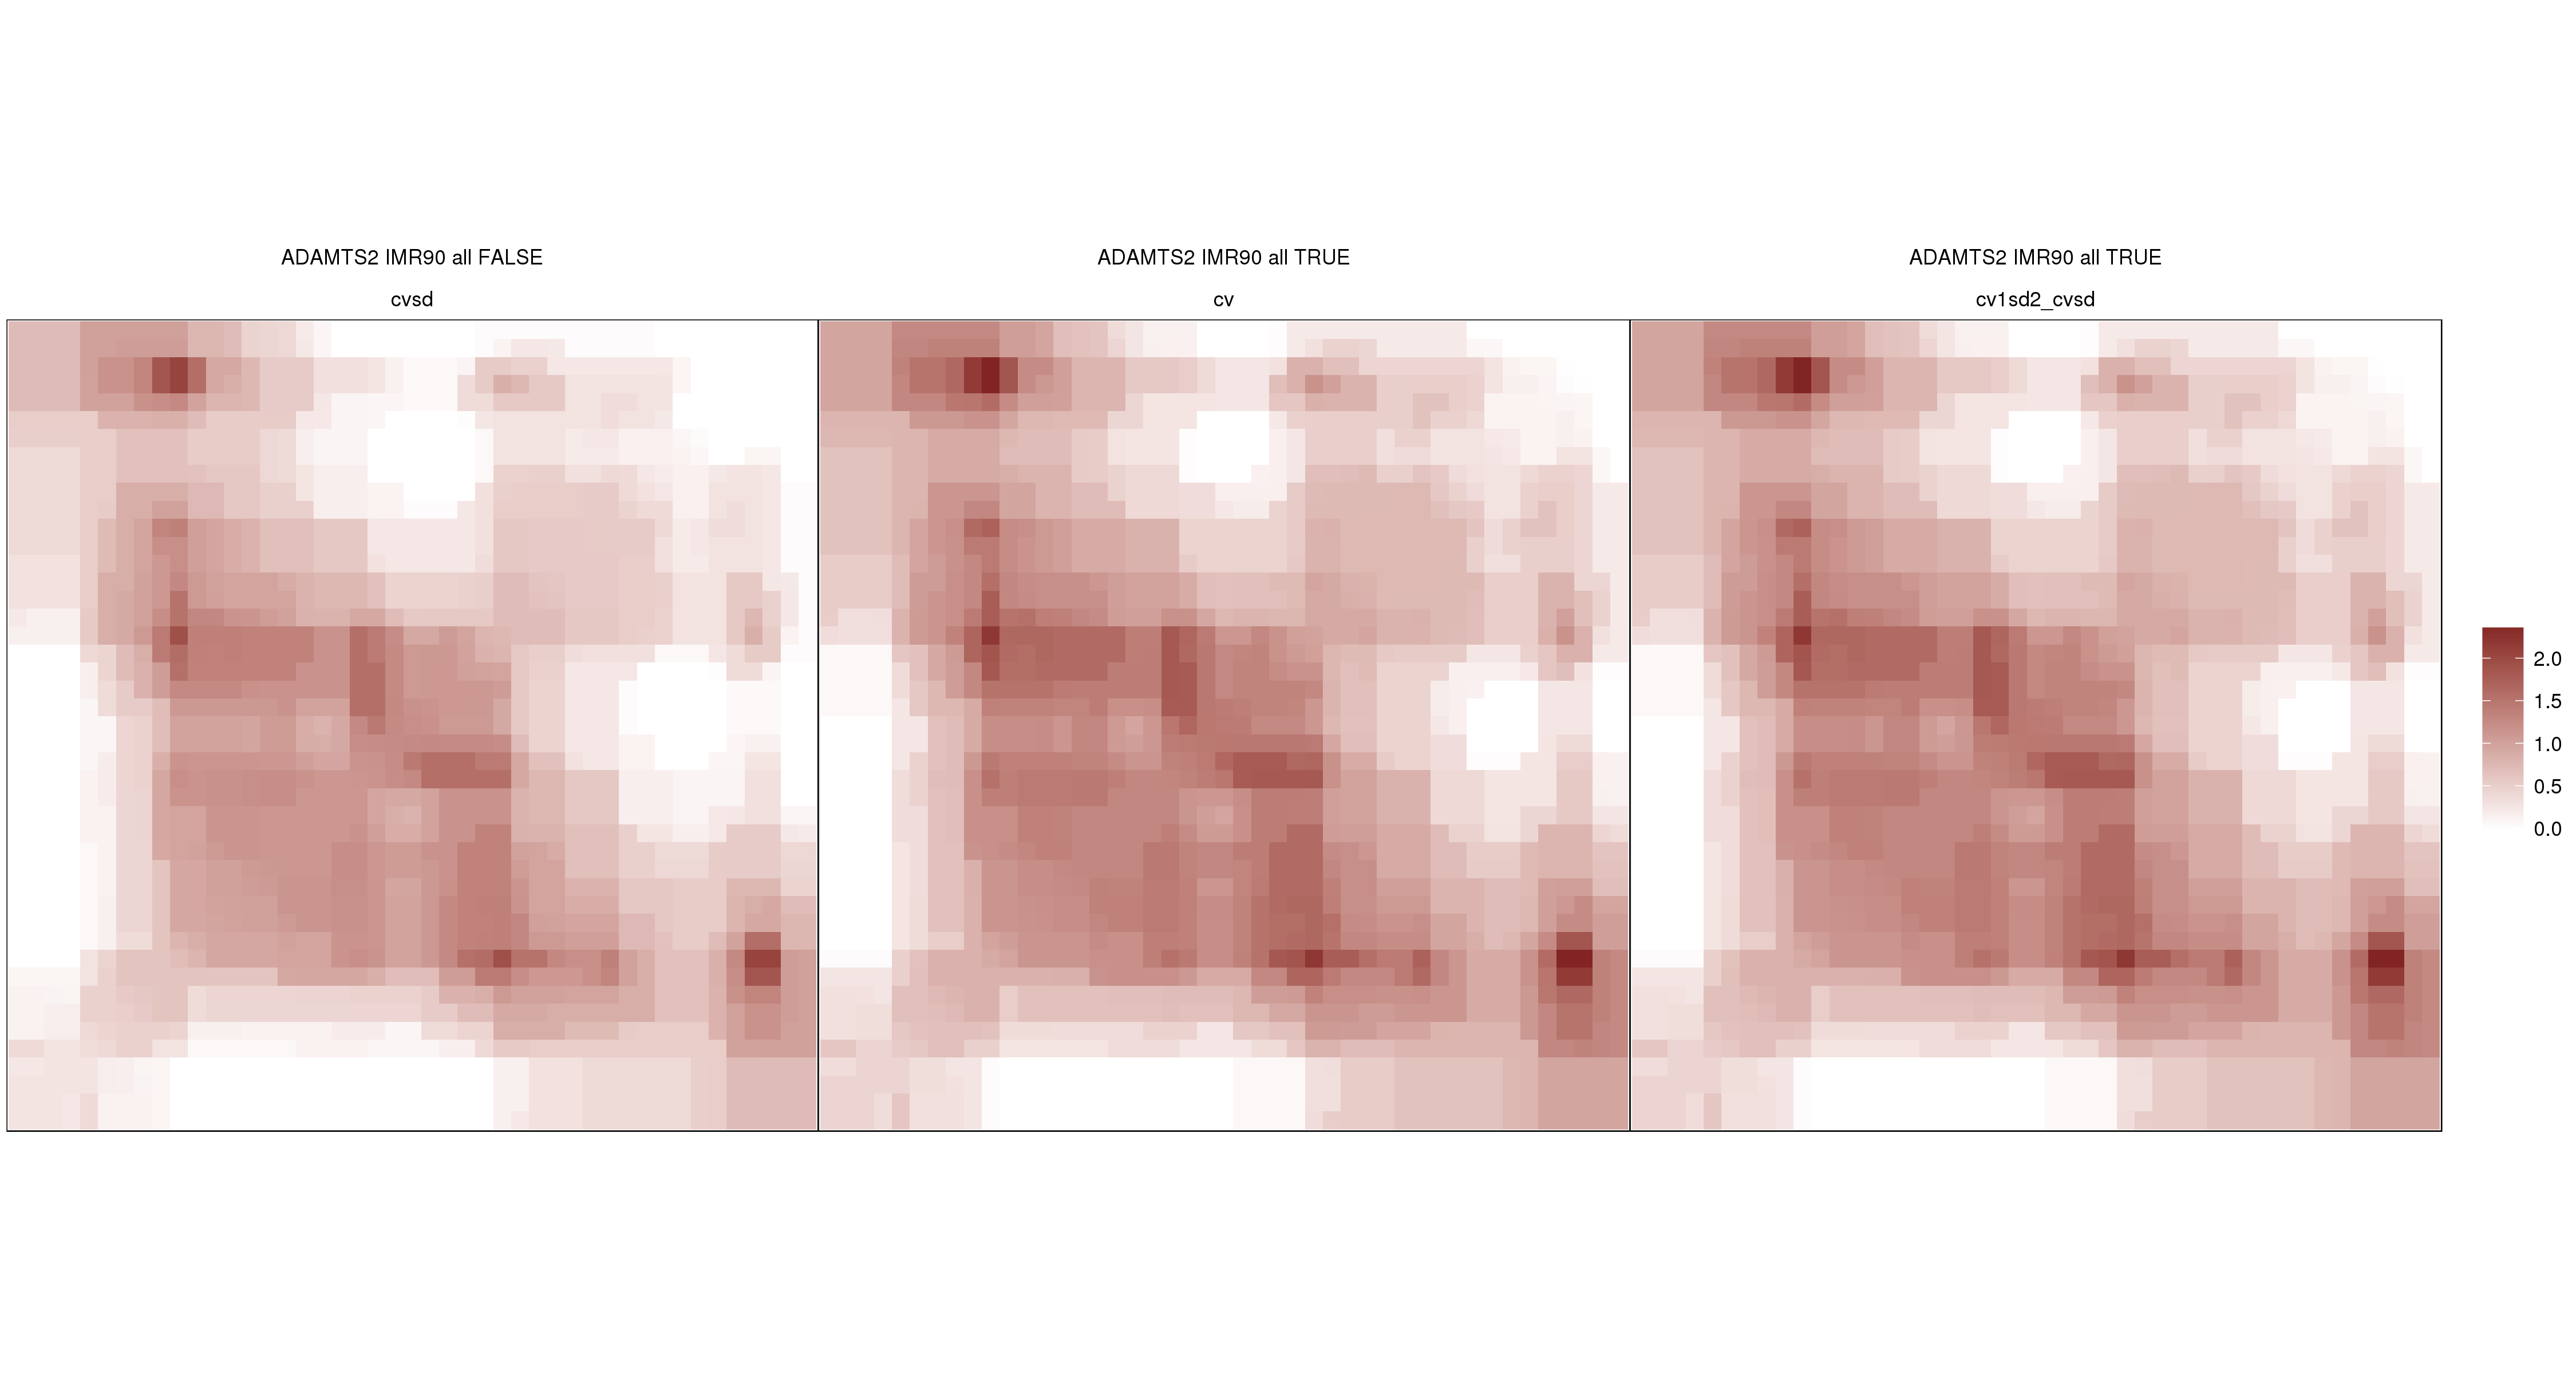 ADAMTS2 IMR90 all FALSE
cvsd
ADAMTS2 IMR90 all TRUE
cv
ADAMTS2 IMR90 all TRUE
cv1sd2_cvsd
2.0
1.5
1.0
0.5
0.0